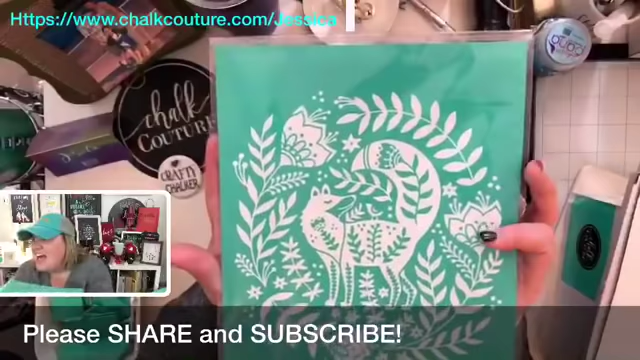 Https://www.chalkcouture.com/Jessica
chalk
COUTURE
CRAFTY
CHALKER
Please SHARE and SUBSCRIBE!